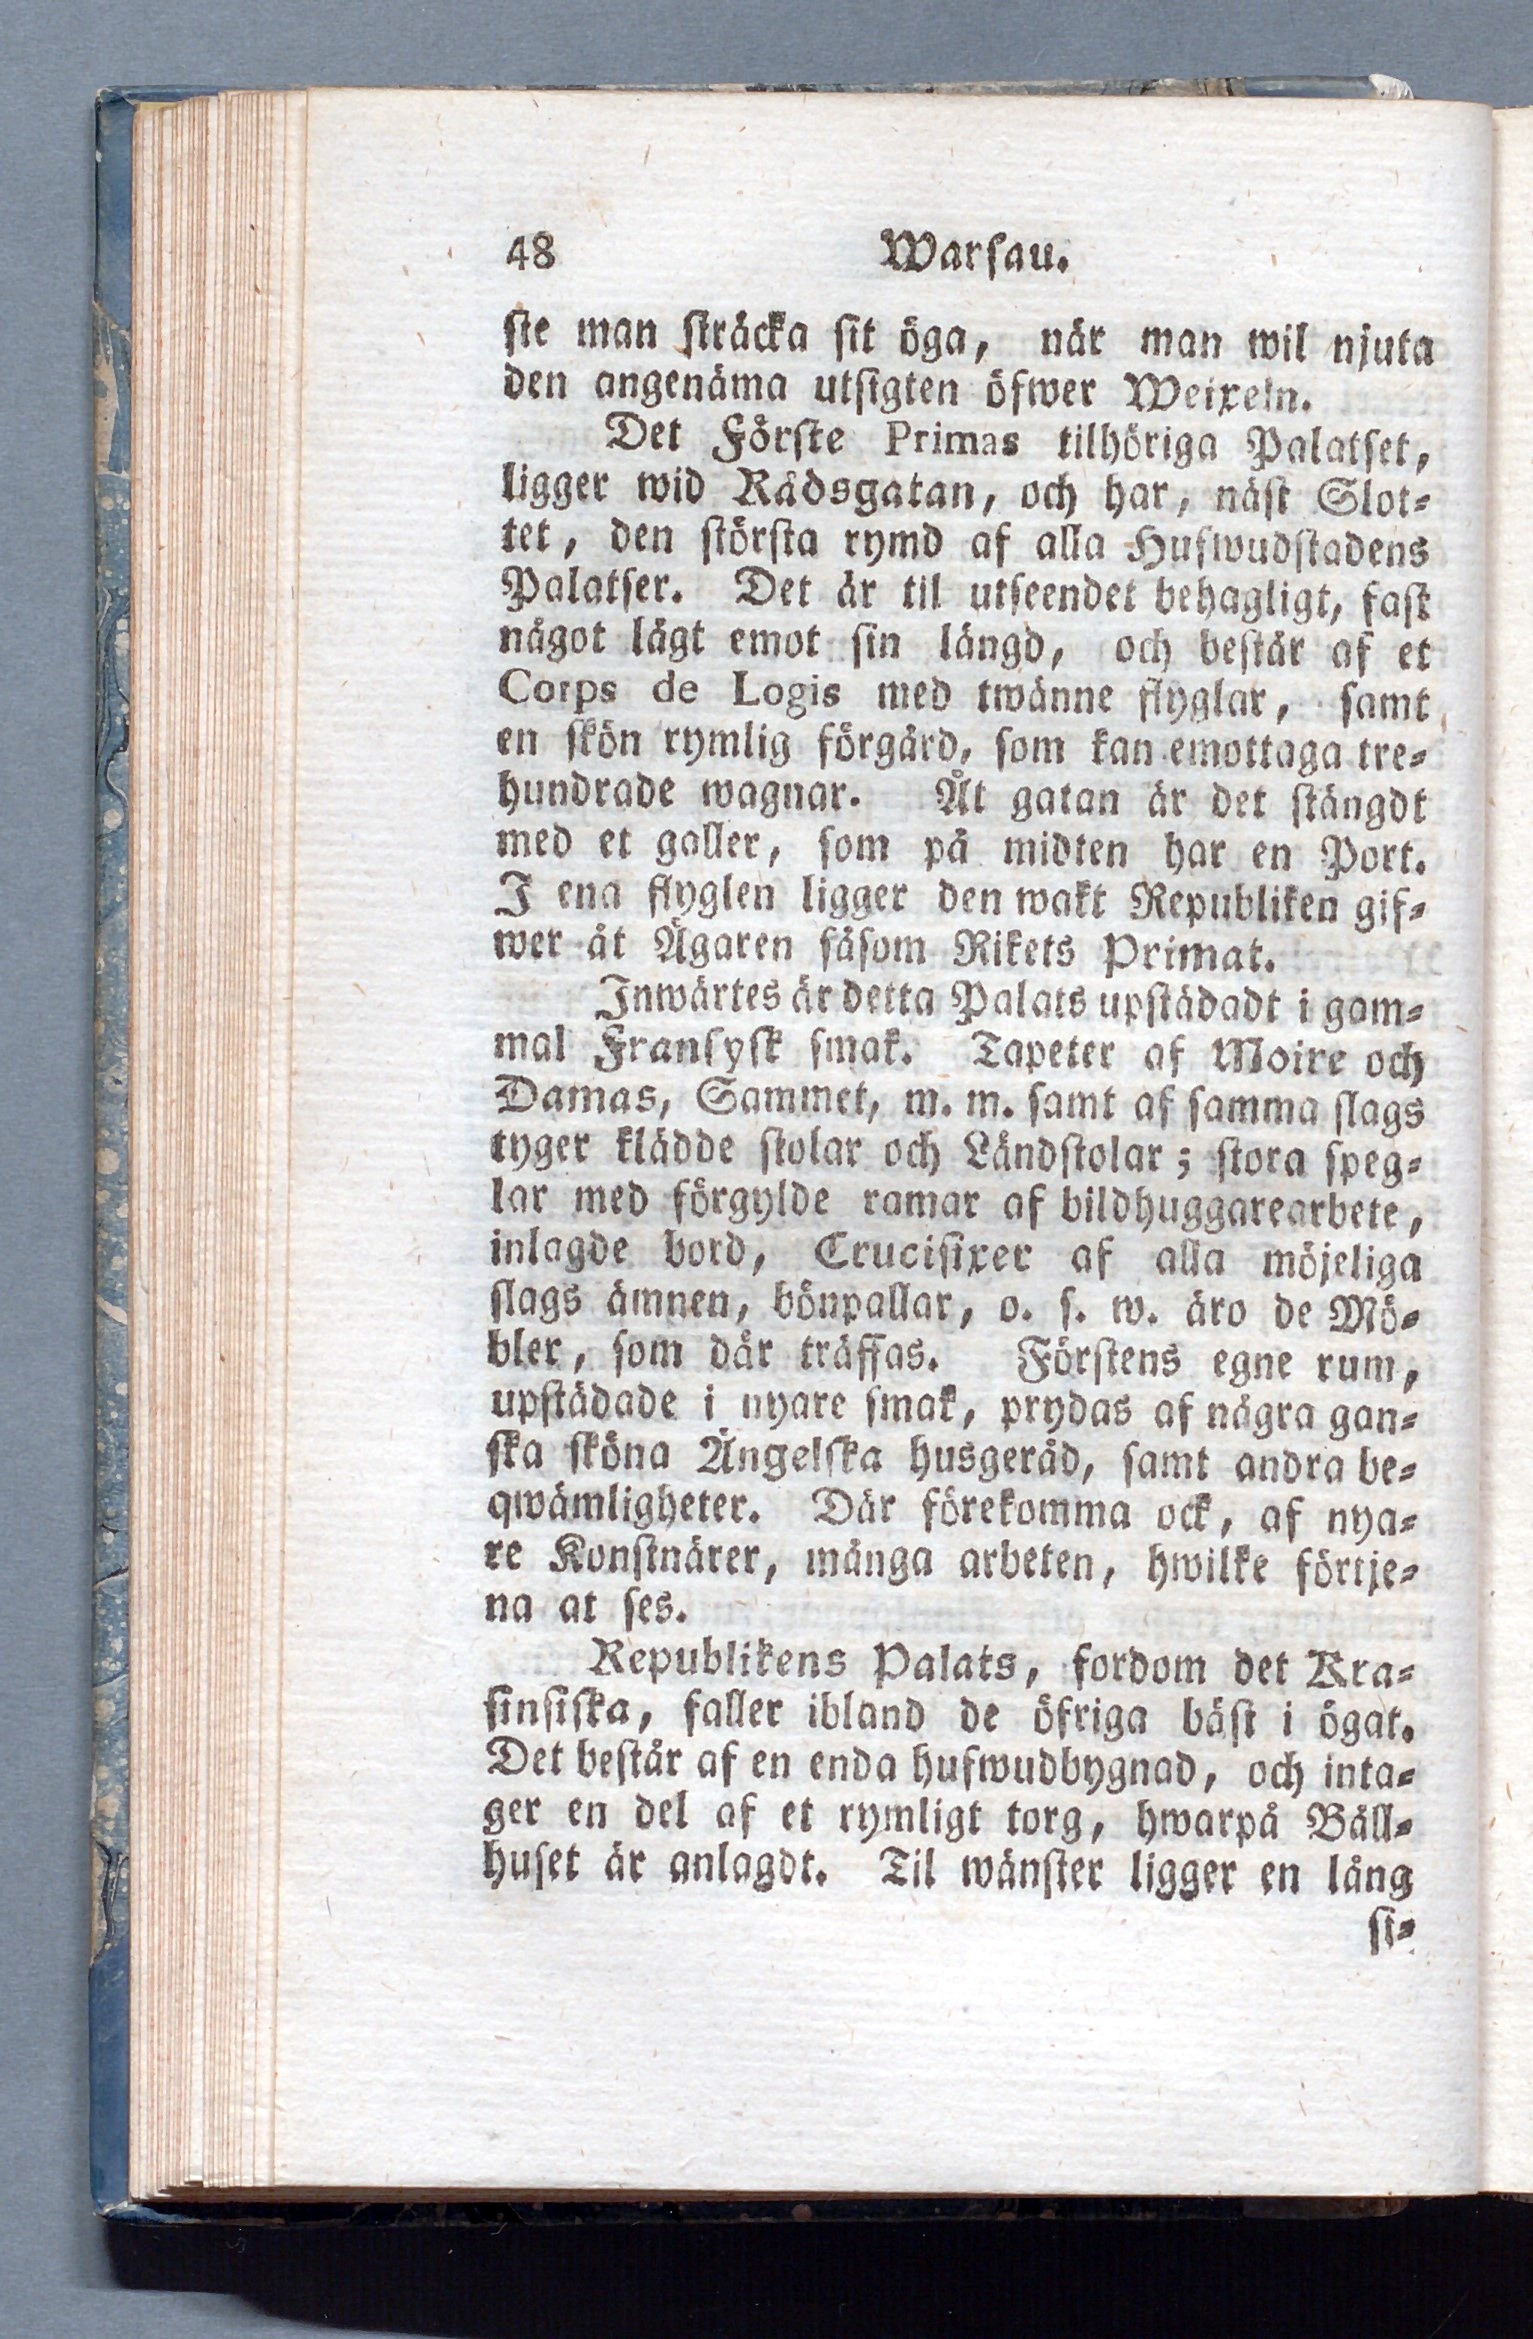 48 Warsau.
ste man sträcka sit öga, när man wil njuta
den angenäma utsigten öfwer Weixeln.
Det Förste Primas tilhöriga Palatset,
ligger wid Rådsgatan, och har, näst Slot-
tet, den största rymd af alla Hufwudstadens
Palatser. Det är til utseendet behagligt, fast
något lågt emot sin längd, och består af et
Corps de Logis med twänne flyglar, samt
en skön rymlig förgård, som kan emottaga tre-
hundrade wagnar. Åt gatan är det stängdt
med et galler, som på midten har en Port.
I ena flyglen ligger den wakt Republiken gif-
wer åt Ägaren såsom Rikets Primat.
Inwärtes är detta Palats upstädadt i gam-
mal Fransysk smak. Tapeter af Moire och
Damas, Sammet, m. m. samt af samma slags
tyger klädde stolar och Ländstolar; stora speg-
lar med förgylde ramar af bildhuggarearbete,
inlagde bord, Crucifixer af alla möjeliga
slags ämnen, bönpallar, o. s. w. äro de Mö-
bler, som där träffas. Förstens egne rum,
upstädade i nyare smak, prydas af några gan-
ska sköna Ängelska husgeråd, samt andra be-
qwämligheter. Där förekomma ock, af nya-
re Konstnärer, många arbeten, hwilke förtje-
na at ses.
Republikens Palats, fordom det Kra-
sinsiska, faller ibland de öfriga bäst i ögat.
Det består af en enda hufwudbygnad, och inta-
ger en del af et rymligt torg, hwarpå Båll-
huset är anlagdt. Til wänster ligger en lång
si-